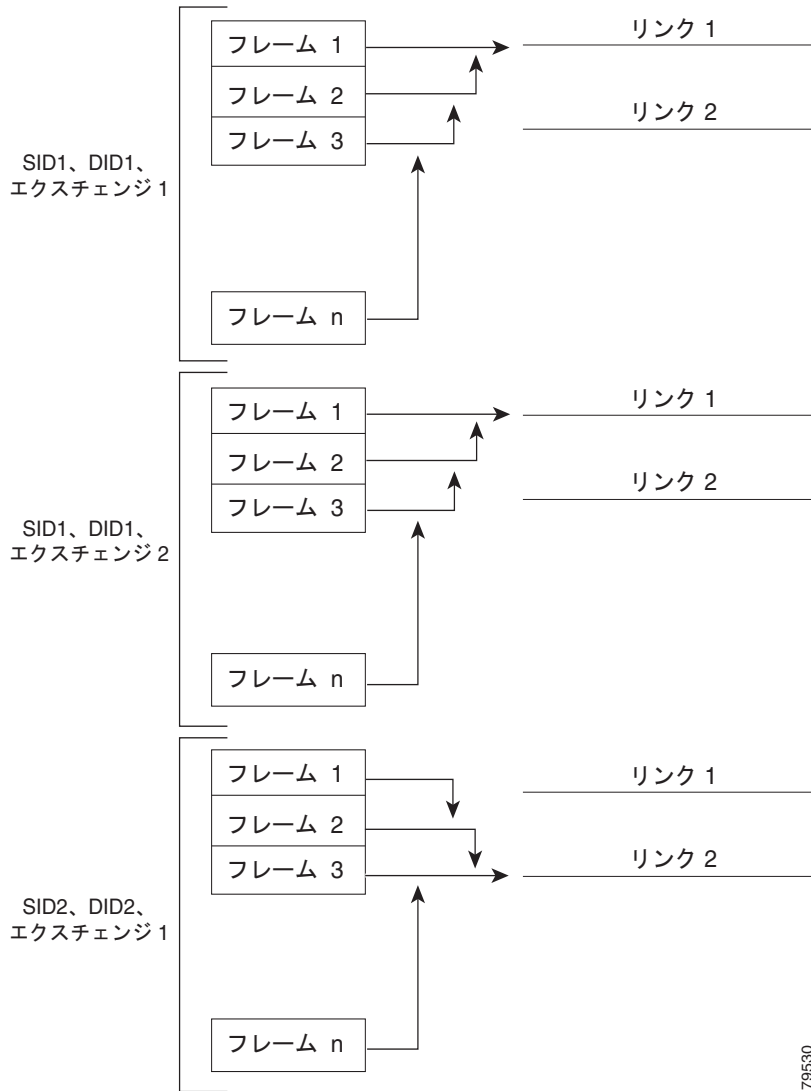 フレーム 1
リンク 1
フレーム 2
リンク 2
フレーム 3
SID1、DID1、
エクスチェンジ 1
フレーム n
フレーム 1
リンク 1
フレーム 2
リンク 2
フレーム 3
SID1、DID1、
エクスチェンジ 2
フレーム n
フレーム 1
リンク 1
フレーム 2
リンク 2
フレーム 3
SID2、DID2、
エクスチェンジ 1
フレーム n
79530